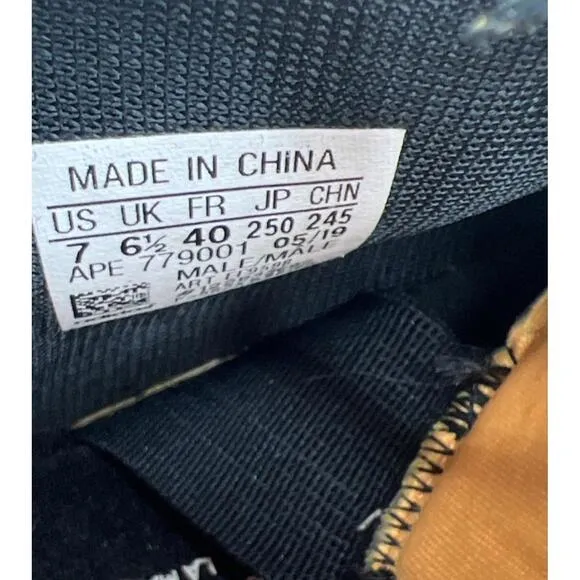 MADE IN CHiNA
US UK FR JP CHN
7 6½ 40 250 245
APE 779001 05/19
MALE/MALE
ART